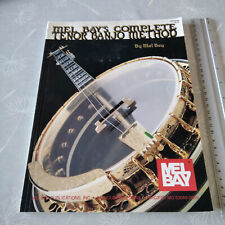 MEL BAY'S COMPLETE
TENOR BANJO METHOD
By Mel Bay
MEL
BAY